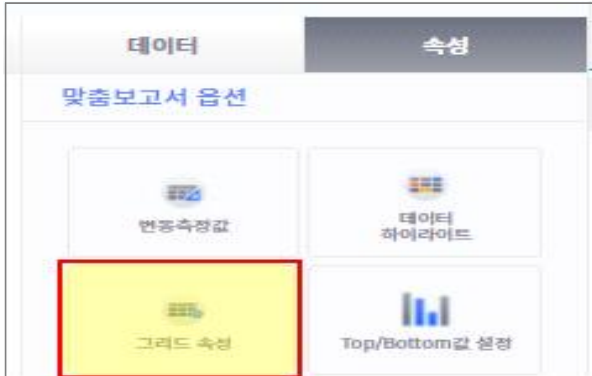 데이터 속성
맞춤보고서 옵션
변동측정값
데이터
하이라이트
그리드 속성
Top/Bottom값 설정